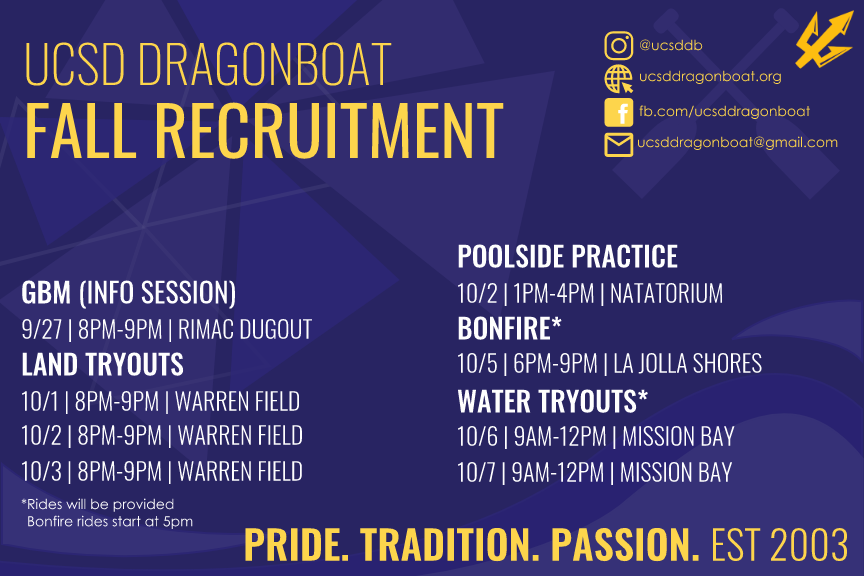 UCSD DRAGONBOAT
FALL RECRUITMENT
@ucsddb
ucsddragonboat.org
fb.com/ucsddragonboat
ucsddragonboat@gmail.com
GBM (INFO SESSION)
9/27 | 8PM-9PM | RIMAC DUGOUT
LAND TRYOUTS
10/1 | 8PM-9PM | WARREN FIELD
10/2 | 8PM-9PM | WARREN FIELD
10/3 | 8PM-9PM | WARREN FIELD
*Rides will be provided
Bonfire rides start at 5pm
POOLSIDE PRACTICE
10/2 | 1PM-4PM | NATATORIUM
BONFIRE*
10/5 | 6PM-9PM | LA JOLLA SHORES
WATER TRYOUTS*
10/6 | 9AM-12PM | MISSION BAY
10/7 | 9AM-12PM | MISSION BAY
PRIDE. TRADITION. PASSION. EST 2003